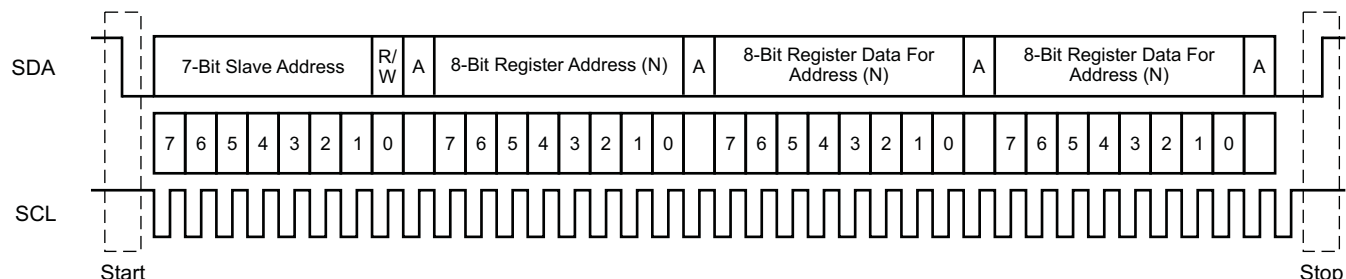 SDA
7-Bit Slave Address
R/
W
A
8-Bit Register Address (N)
A
8-Bit Register Data For
Address (N)
A
8-Bit Register Data For
Address (N)
A
7 6 5 4 3 2 1 0 7 6 5 4 3 2 1 0 7 6 5 4 3 2 1 0 7 6 5 4 3 2 1 0
SCL
Start
Stop